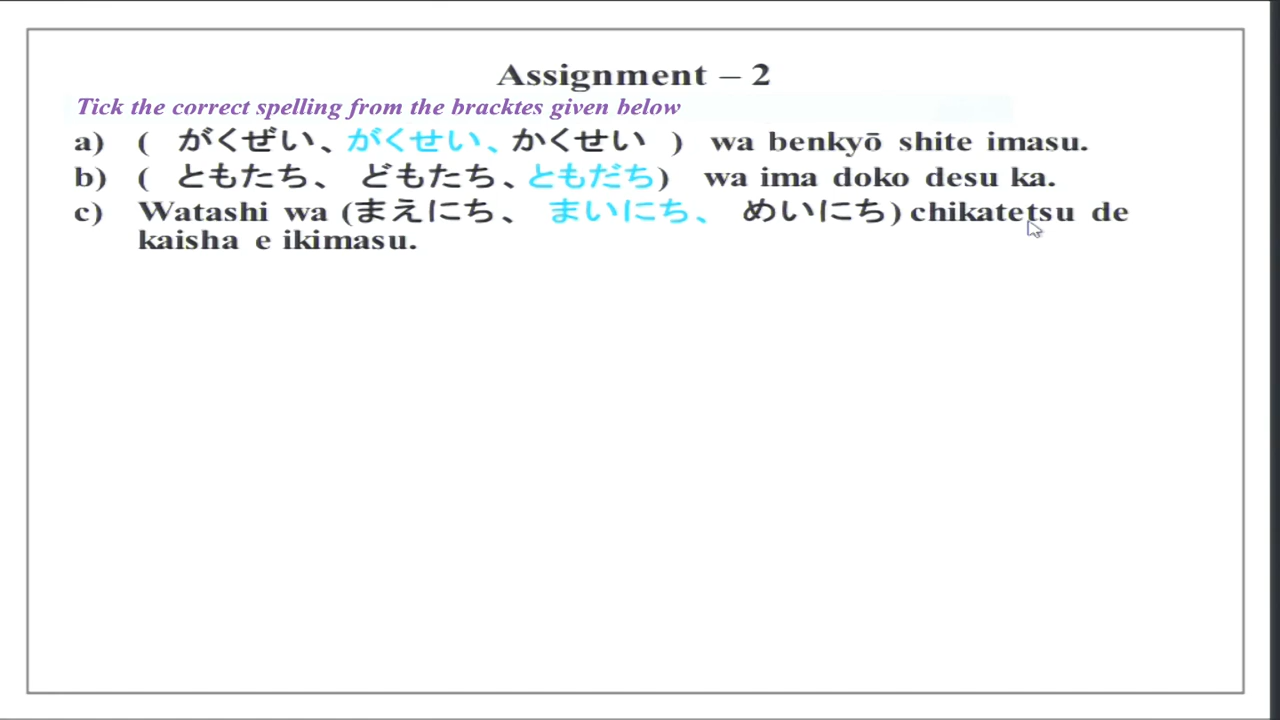 Assignment – 2
Tick the correct spelling from the bracktes given below
a) ( がくぜい、がくせい、かくせい ) wa benkyō shite imasu.
b) ( ともたち、 どもたち、ともだち) wa ima doko desu ka.
c) Watashi wa (まえにち、 まいにち、 めいにち) chikatetsu de
kaisha e ikimasu.